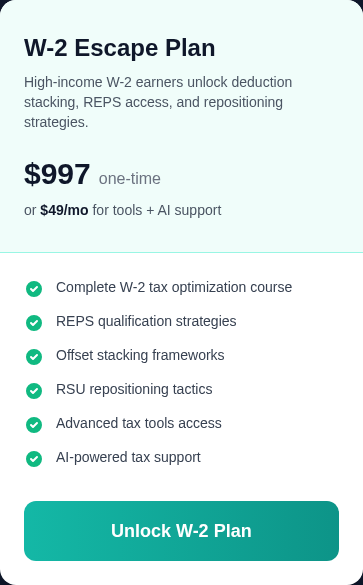 W-2 Escape Plan
High-income W-2 earners unlock deduction
stacking, REPS access, and repositioning
strategies.
$997 one-time
or $49/mo for tools + AI support
Complete W-2 tax optimization course
REPS qualification strategies
Offset stacking frameworks
RSU repositioning tactics
Advanced tax tools access
AI-powered tax support
Unlock W-2 Plan